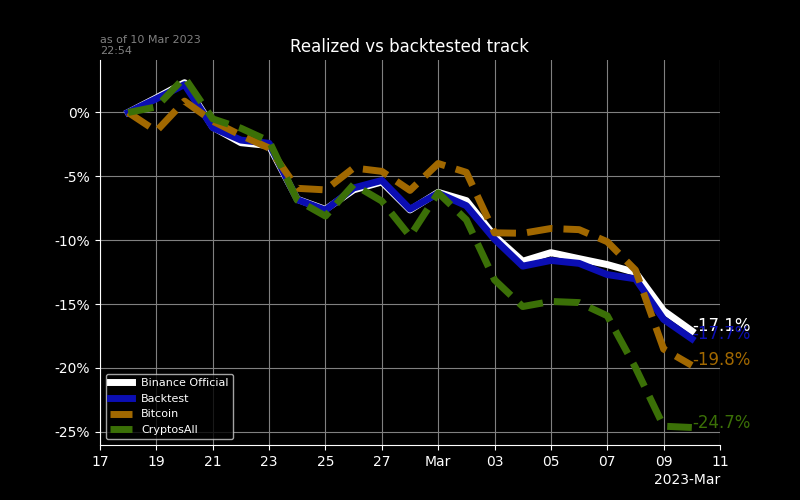 as of 10 Mar 2023
22:54
Realized vs backtested track
0%
-5%
-10%
-15%
-20%
-25%
-17.1%
-17.7%
-19.8%
-24.7%
Binance Official
Backtest
Bitcoin
CryptosAll
17 19 21 23 25 27 Mar 03 05 07 09 11
2023-Mar